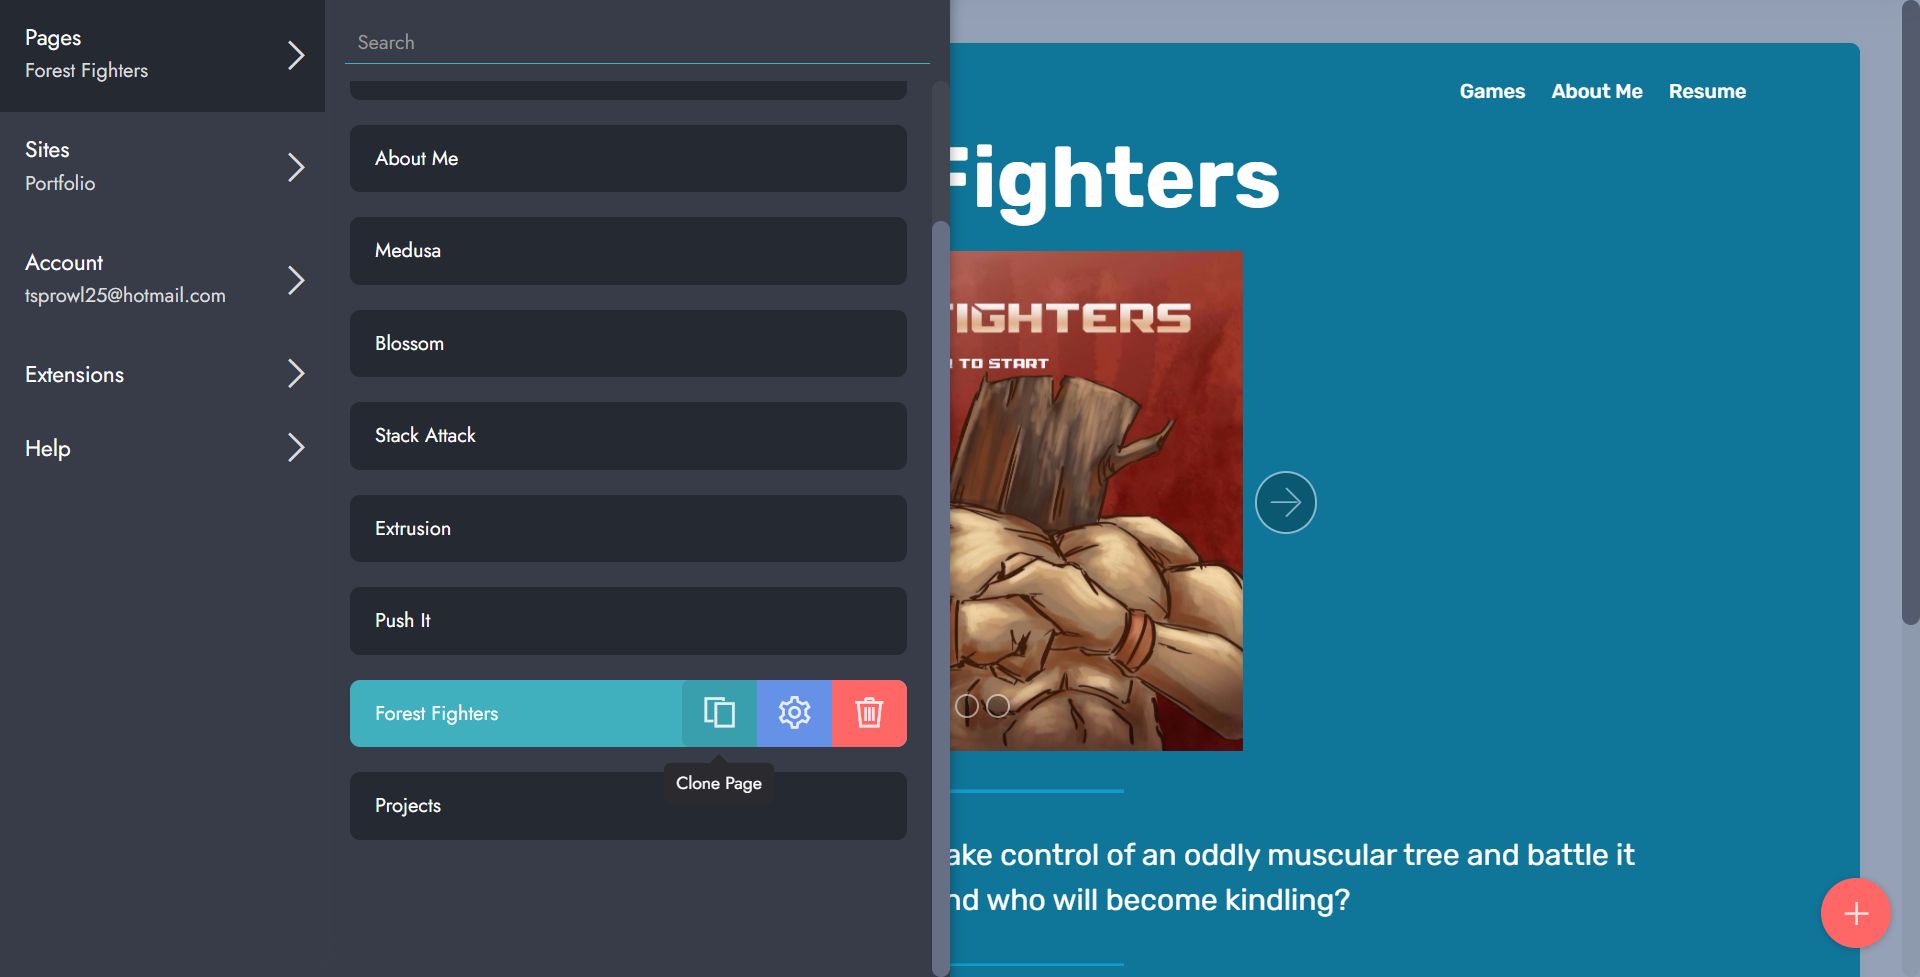 Pages
Forest Fighters
Sites
Portfolio
Account
tsprowl25@hotmail.com
Extensions
Help
Search
About Me
Medusa
Blossom
Stack Attack
Extrusion
Push It
Forest Fighters
Clone Page
Projects
Games About Me Resume
Fighters
IGHTERS
TO START
ake control of an oddly muscular tree and battle it
nd who will become kindling?